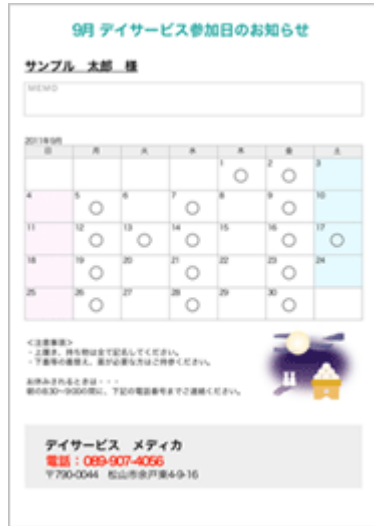 9月 デイサービス参加日のお知らせ
サンプル 太郎 様
MEMO
2011年9月
日 月 火 水 木 金 土
1 2 3
4 5 6 7 8 9 10
11 12 13 14 15 16 17
18 19 20 21 22 23 24
25 26 27 28 29 30
<注意事項>
・上履き、持ち物は全て記名してください。
・下着等の着替え、薬が必要な方はご持参ください。
お休みされるときは・・・
朝の8:30～9:00の間に、下記の電話番号までご連絡ください。
デイサービス メディカ
電話：089-907-4056
〒790-0044 松山市余戸東4-9-16